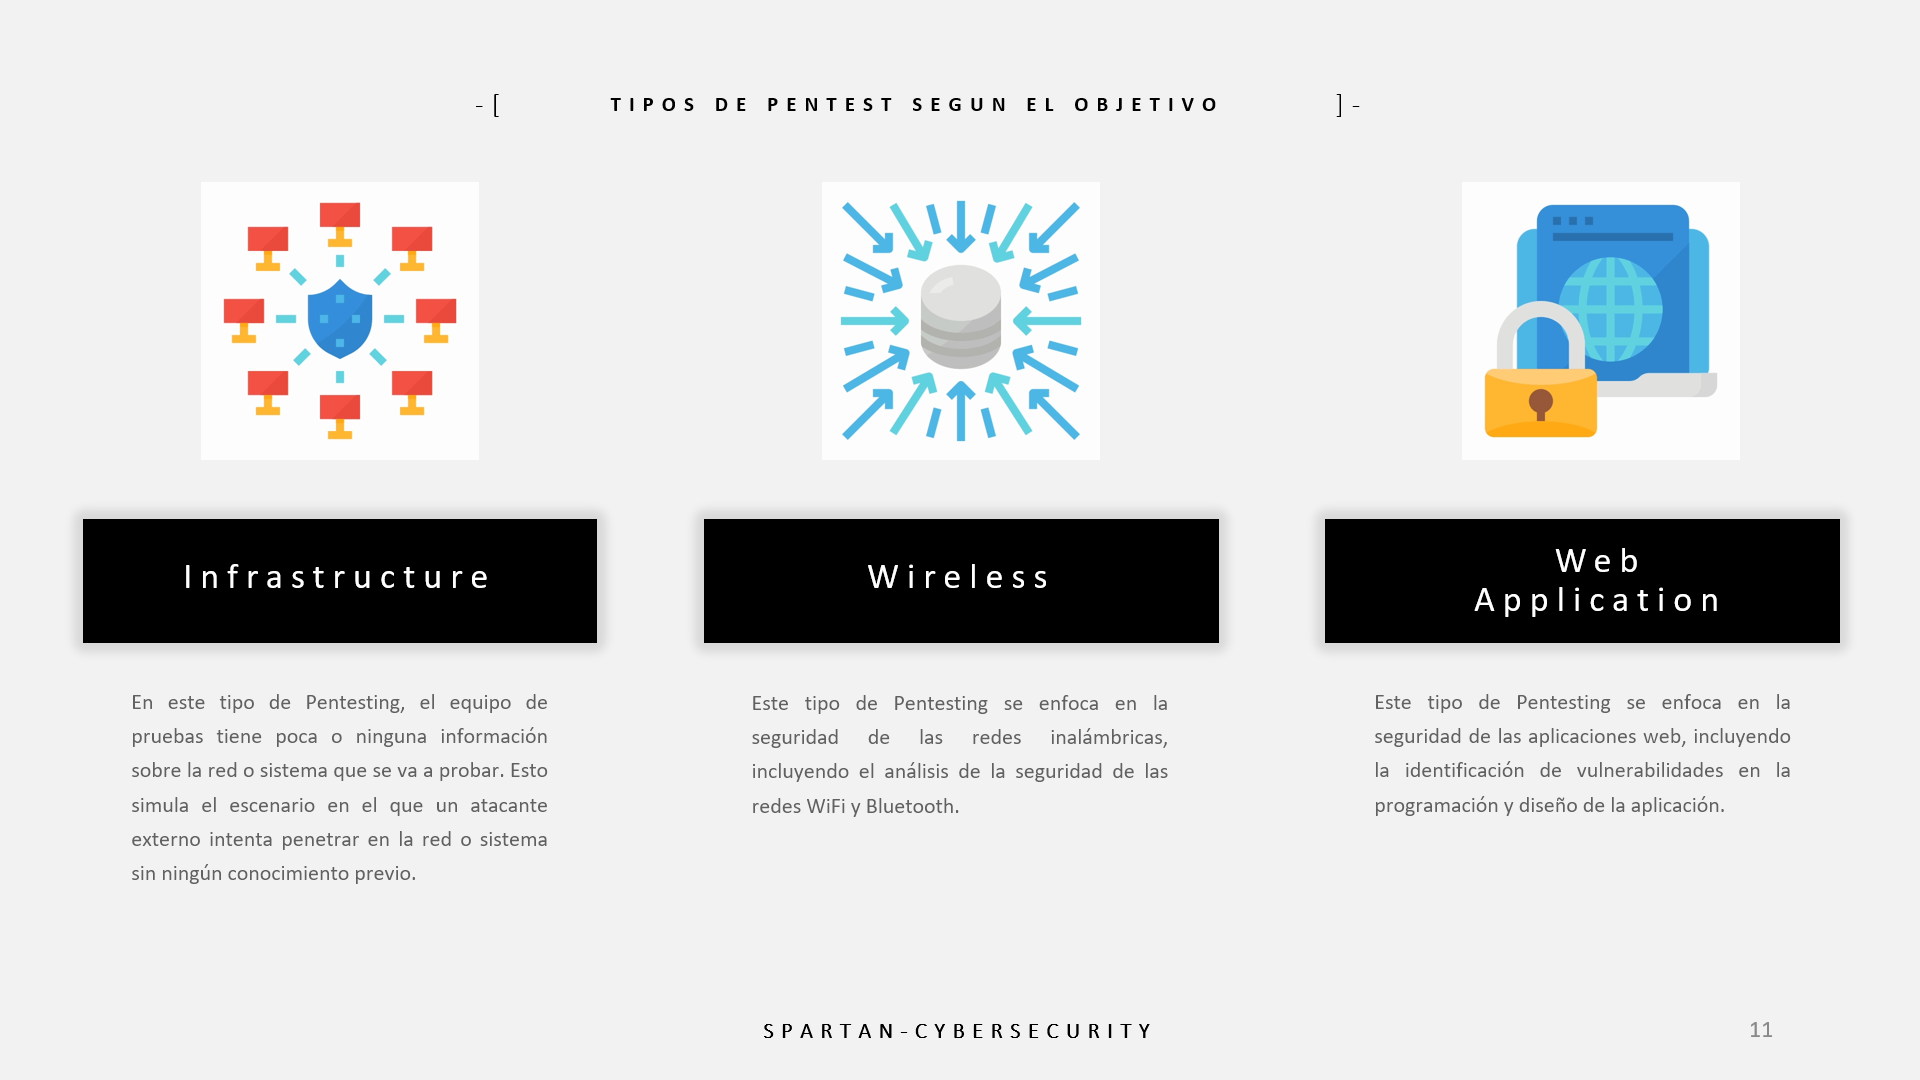 -[ TIPOS DE PENTEST SEGUN EL OBJETIVO ]-
Infrastructure
En este tipo de Pentesting, el equipo de
pruebas tiene poca o ninguna información
sobre la red o sistema que se va a probar. Esto
simula el escenario en el que un atacante
externo intenta penetrar en la red o sistema
sin ningún conocimiento previo.
Wireless
Este tipo de Pentesting se enfoca en la
seguridad de las redes inalámbricas,
incluyendo el análisis de la seguridad de las
redes WiFi y Bluetooth.
Web
Application
Este tipo de Pentesting se enfoca en la
seguridad de las aplicaciones web, incluyendo
la identificación de vulnerabilidades en la
programación y diseño de la aplicación.
SPARTAN-CYBERSECURITY
11